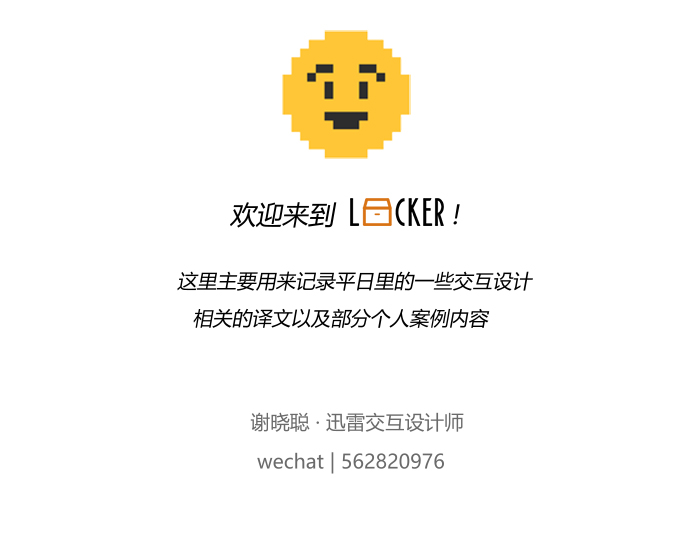 欢迎来到 LOCKER！
这里主要用来记录平日里的一些交互设计
相关的译文以及部分个人案例内容
谢晓聪 · 迅雷交互设计师
wechat | 562820976